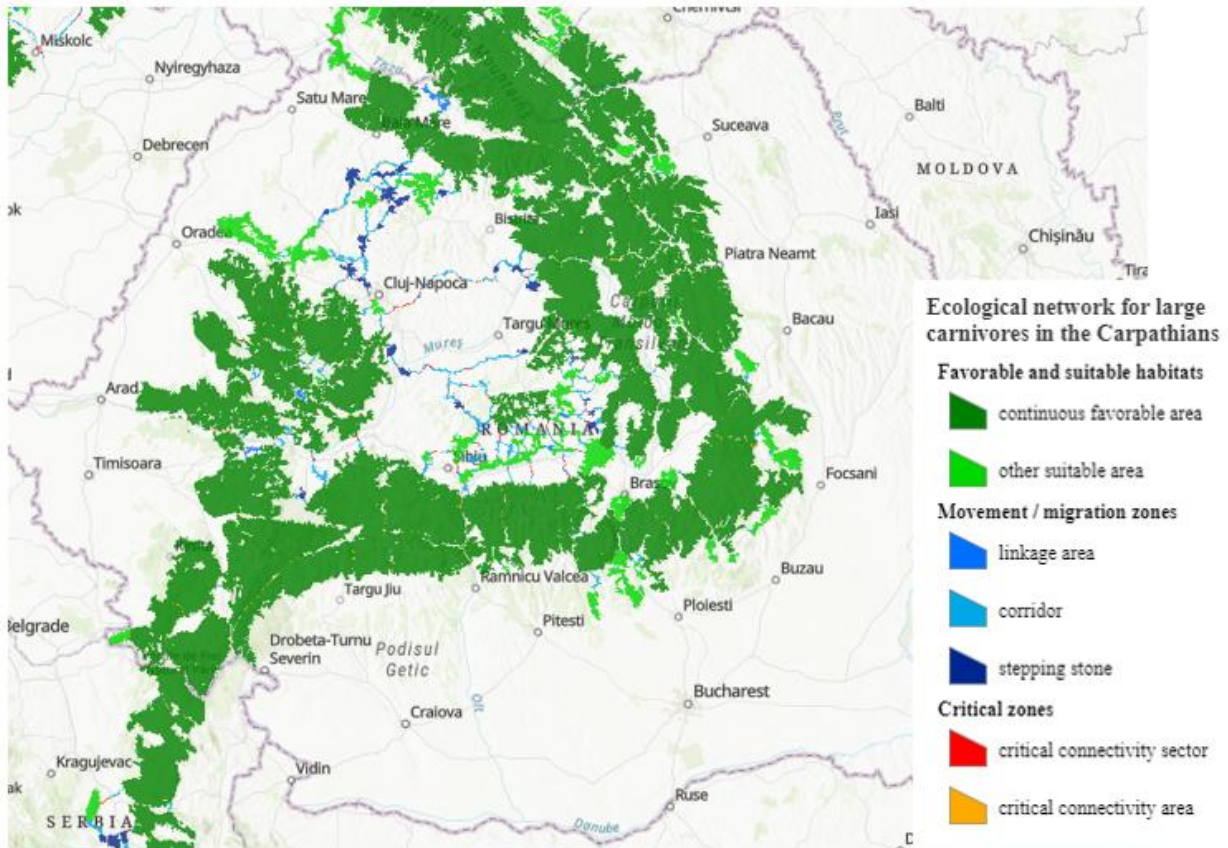 Chernivtsi
Miskolc
Nyiregyhaza
Satu Mare
Baia Mare
Debrecen
Suceava
Balti
Prut
MOLDOVA
Iasi
Chișinău
Oradea
Bistrita
Piatra Neamt
Cluj-Napoca
Targu Mures
Mureș
Bacau
Arad
ROMANIA
Timisoara
Sibiu
Brasov
Focsani
Targu Jiu
Ramnicu Valcea
Buzau
Ploiesti
Pitesti
Belgrade
Drobeta-Turnu
Severin
Podisul
Getic
Olt
Bucharest
Craiova
Kragujevac
Vidin
Ruse
SERBIA
Danube
Ecological network for large
carnivores in the Carpathians
Favorable and suitable habitats
continuous favorable area
other suitable area
Movement / migration zones
linkage area
corridor
stepping stone
Critical zones
critical connectivity sector
critical connectivity area